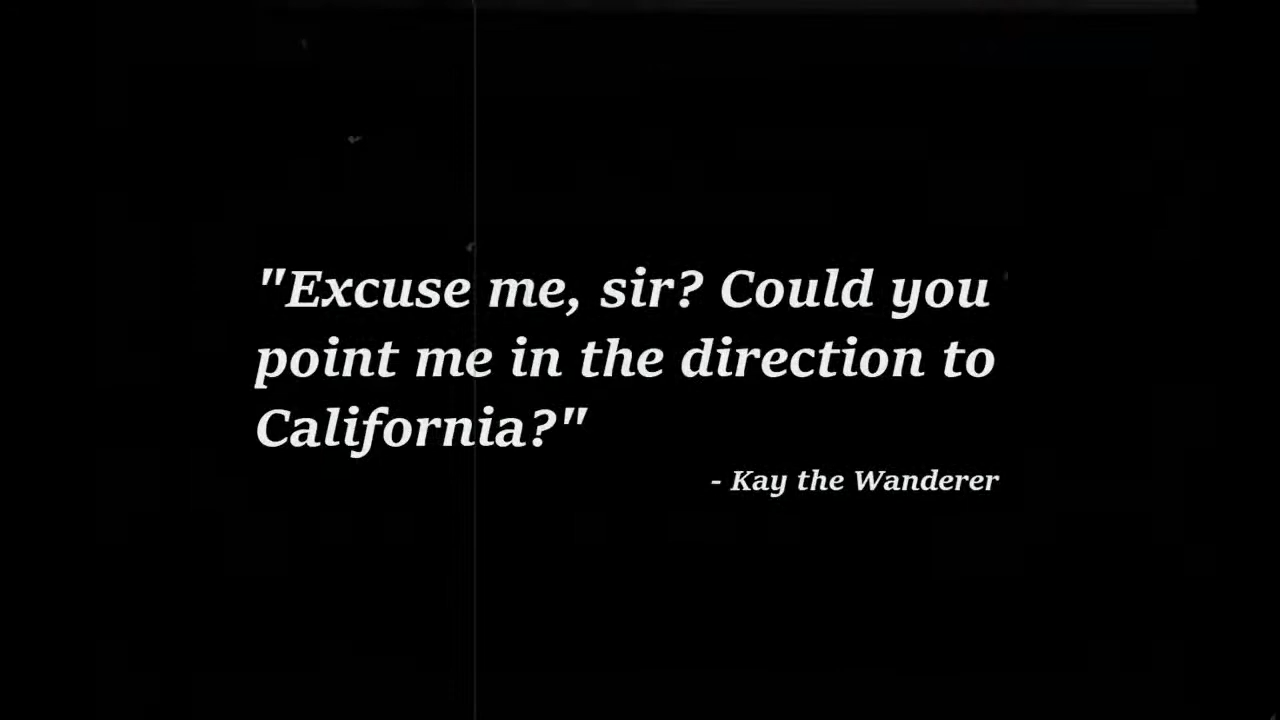 "Excuse me, sir? Could you
point me in the direction to
California?"
- Kay the Wanderer